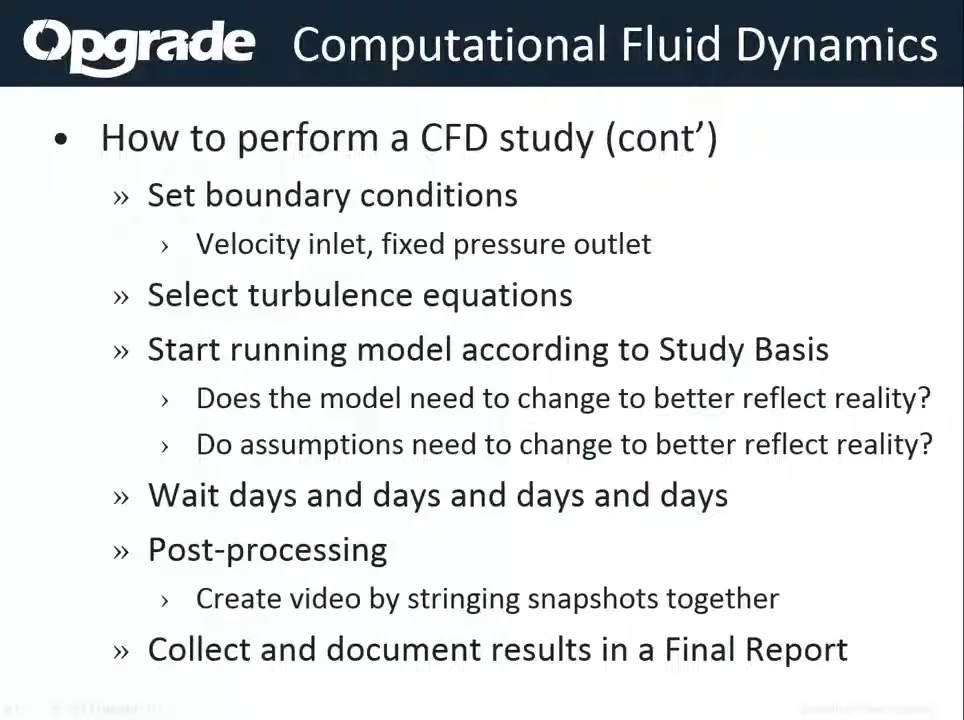 Opgrade Computational Fluid Dynamics
• How to perform a CFD study (cont’)
» Set boundary conditions
› Velocity inlet, fixed pressure outlet
» Select turbulence equations
» Start running model according to Study Basis
› Does the model need to change to better reflect reality?
› Do assumptions need to change to better reflect reality?
» Wait days and days and days and days
» Post-processing
› Create video by stringing snapshots together
» Collect and document results in a Final Report